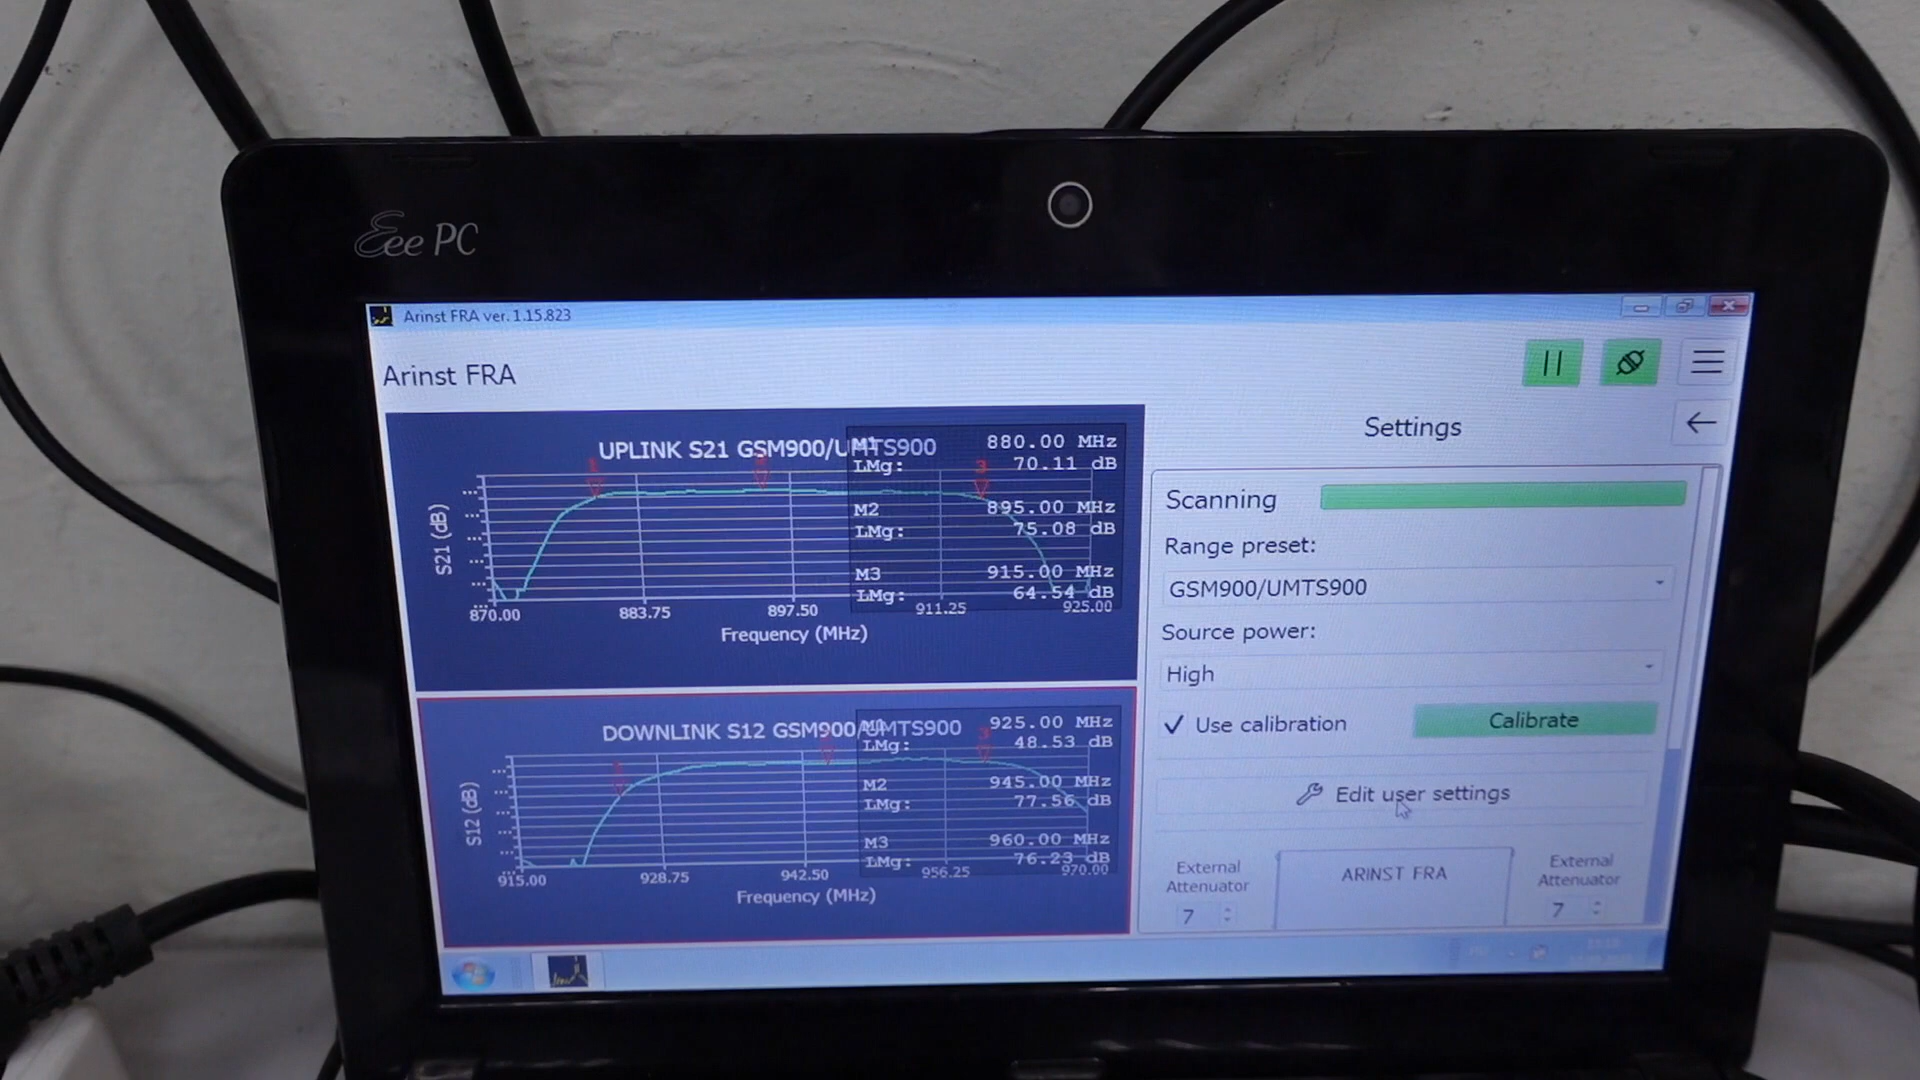 Eee PC
Arinst FRA ver. 1.15.823
Arinst FRA
UPLINK S21 GSM900/UMTS900
M1 880.00 MHz
LMg: 70.11 dB
M2 895.00 MHz
LMg: 75.08 dB
M3 915.00 MHz
LMg: 64.54 dB
1
3
S21 (dB)
870.00 883.75 897.50 911.25 925.00
Frequency (MHz)
DOWNLINK S12 GSM900/UMTS900
M1 925.00 MHz
LMg: 48.53 dB
M2 945.00 MHz
LMg: 77.56 dB
M3 960.00 MHz
LMg: 76.23 dB
3
S12 (dB)
915.00 928.75 942.50 956.25 970.00
Frequency (MHz)
Settings
Scanning
Range preset:
GSM900/UMTS900
Source power:
High
Use calibration
Calibrate
Edit user settings
External
Attenuator
7
ARINST FRA
External
Attenuator
7